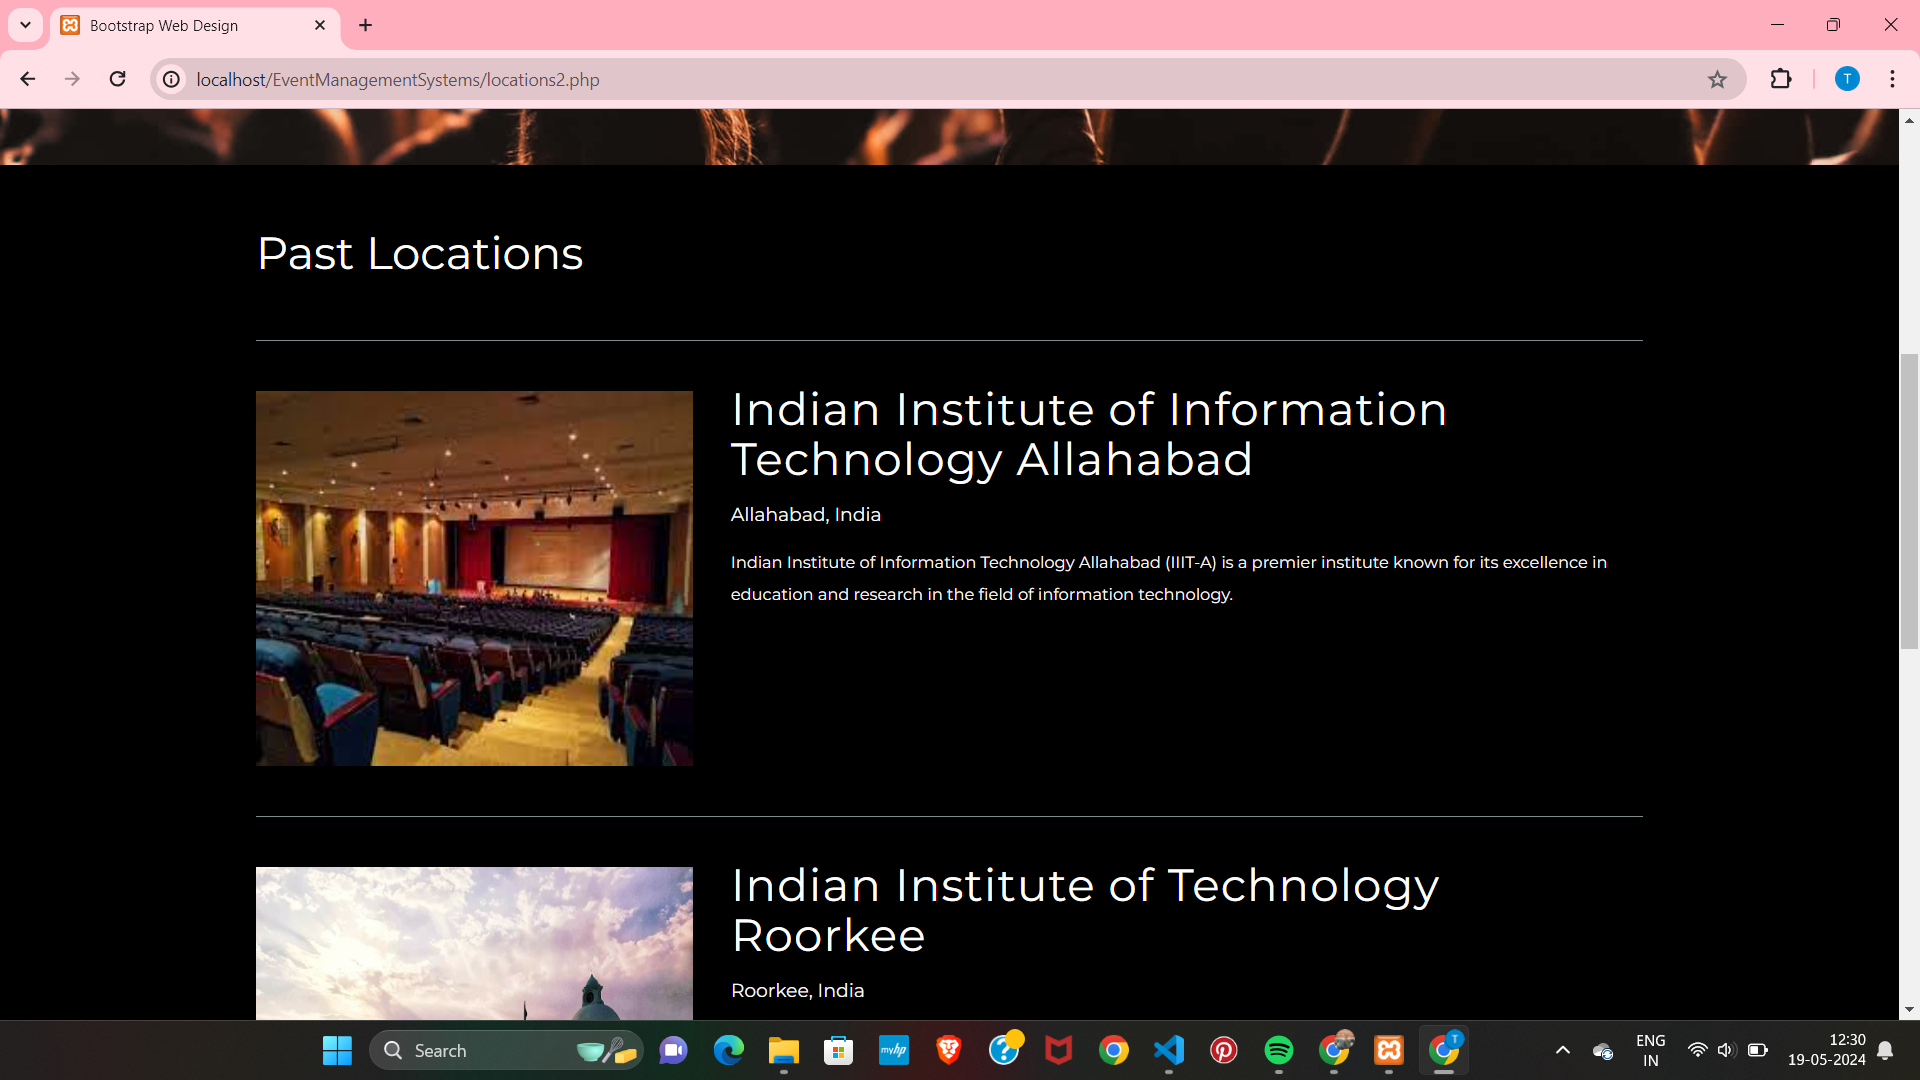 Bootstrap Web Design
localhost/EventManagementSystems/locations2.php
T
Past Locations
Indian Institute of Information
Technology Allahabad
Allahabad, India
Indian Institute of Information Technology Allahabad (IIIT-A) is a premier institute known for its excellence in
education and research in the field of information technology.
Indian Institute of Technology
Roorkee
Roorkee, India
Search
myhp
T
ENG
IN
12:30
19-05-2024